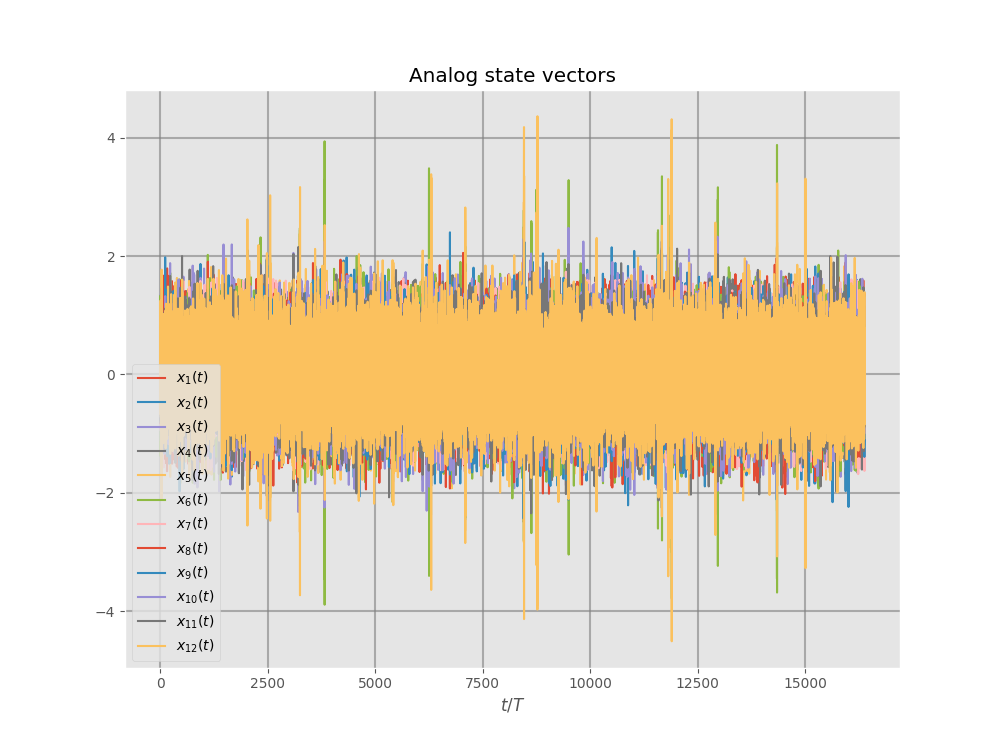 Analog state vectors
4
2
0
−2
−4
x₁(t)
x₂(t)
x₃(t)
x₄(t)
x₅(t)
x₆(t)
x₇(t)
x₈(t)
x₉(t)
x₁₀(t)
x₁₁(t)
x₁₂(t)
0 2500 5000 7500 10000 12500 15000
t/T